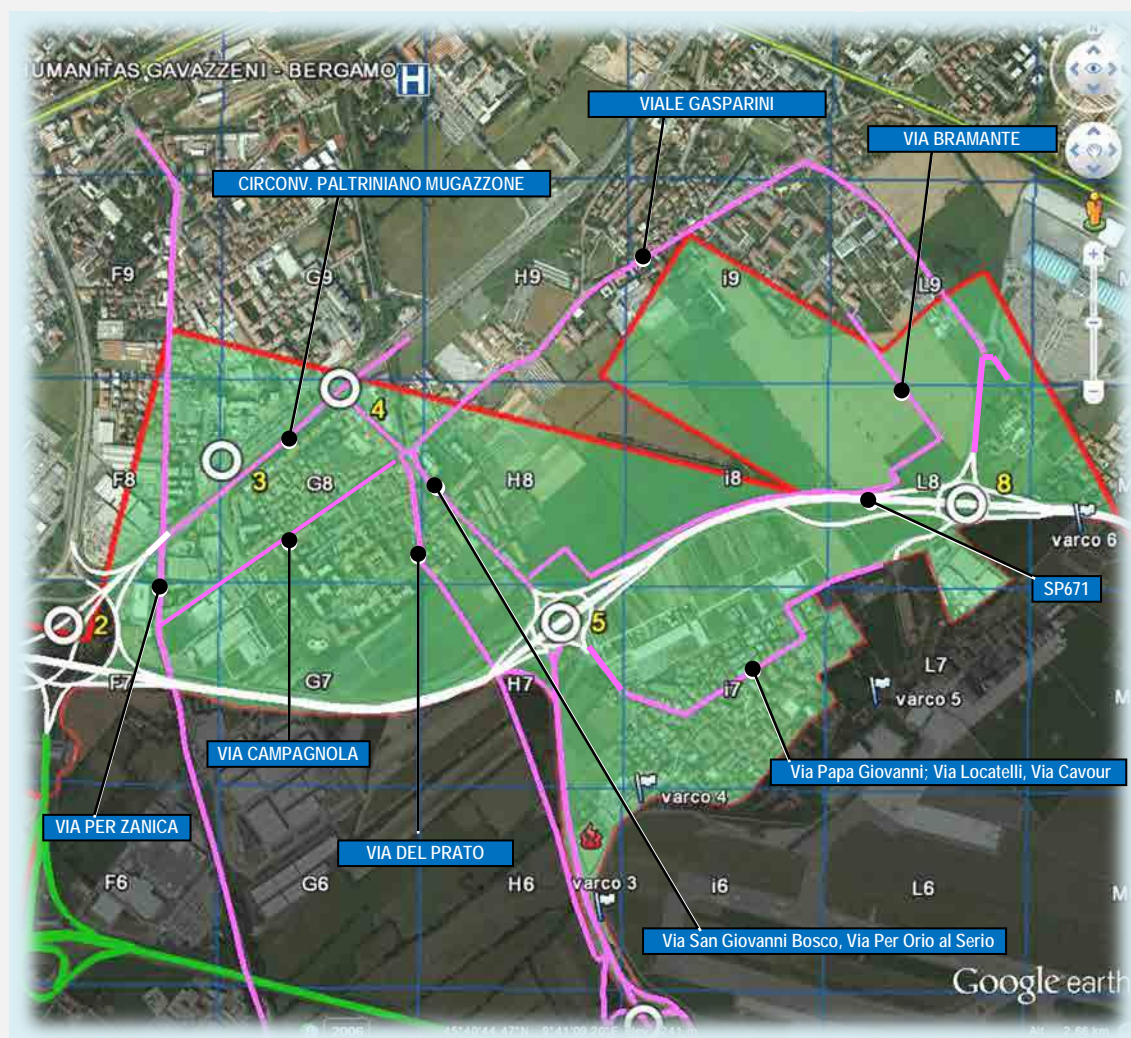 HUMANITAS GAVAZZENI - BERGAMO H
VIALE GASPARINI
VIA BRAMANTE
CIRCONV. PALTRINIANO MUGAZZONE
F9
G9
H9
i9
L9
M
4
3
F8
G8
H8
i8
L8
8
M
varco 6
SP671
2
5
F7
G7
H7
i7
L7
varco 5
M
VIA CAMPAGNOLA
Via Papa Giovanni; Via Locatelli, Via Cavour
varco 4
VIA PER ZANICA
VIA DEL PRATO
F6
G6
H6
varco 3
i6
L6
M
Via San Giovanni Bosco, Via Per Orio al Serio
Google earth
2006